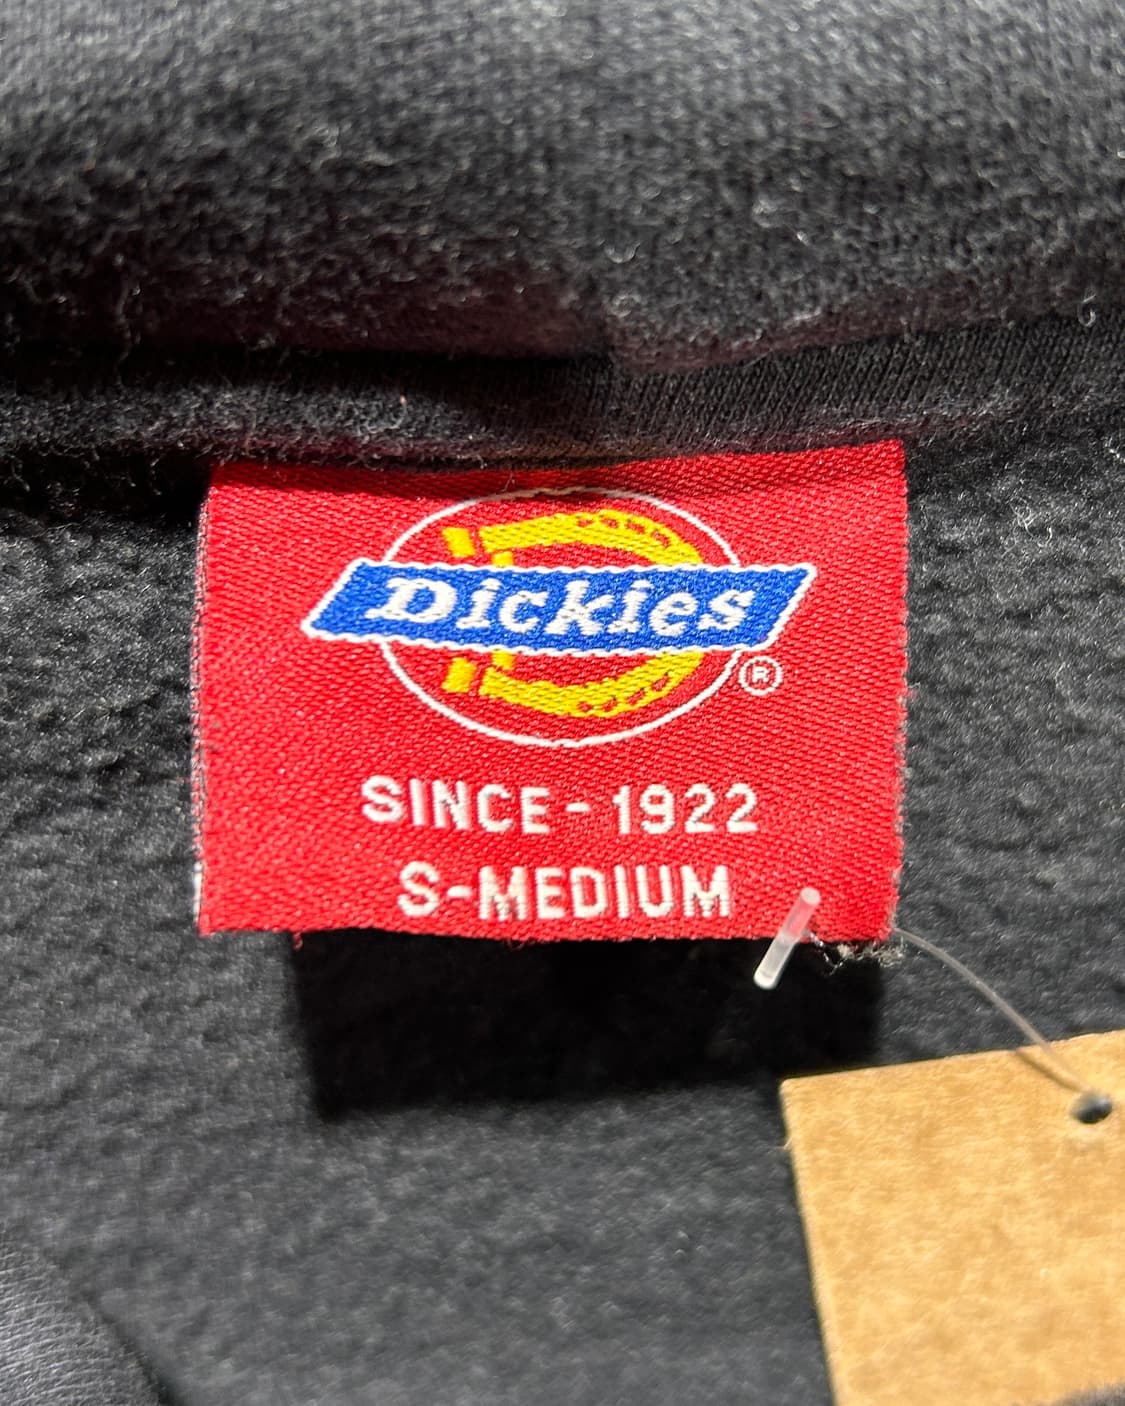 Dickies
®
SINCE-1922
S-MEDIUM